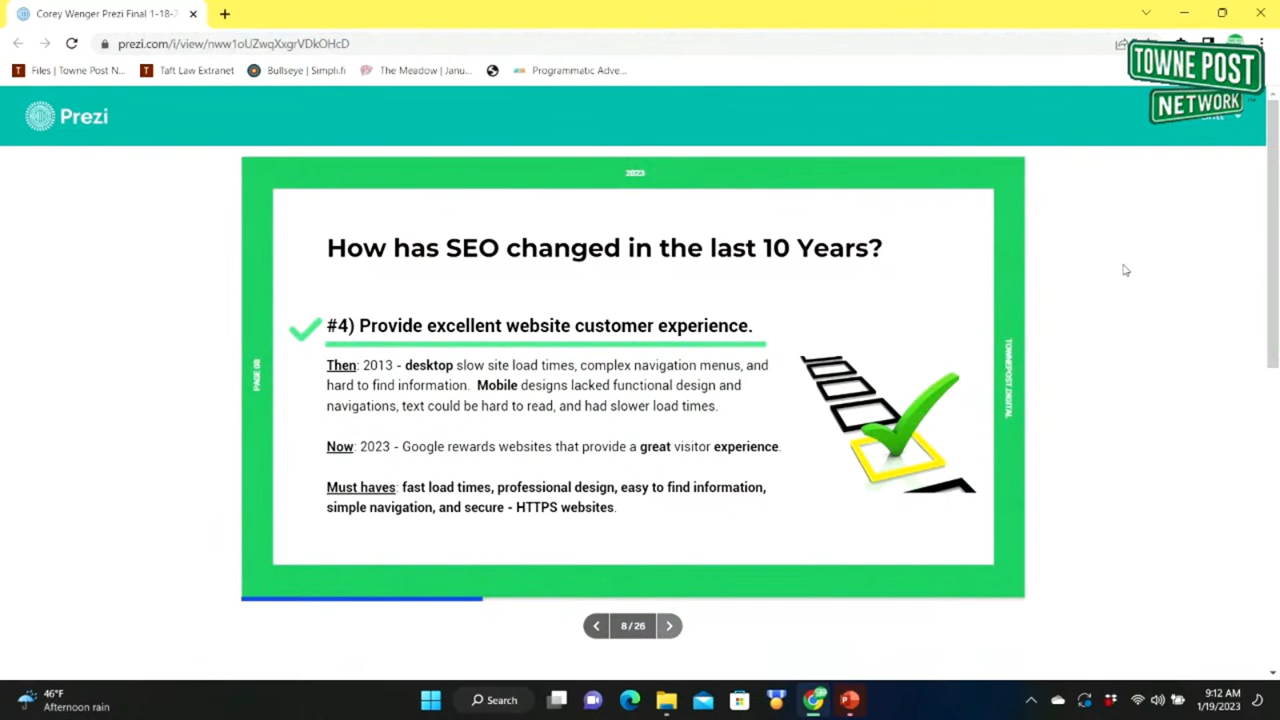 Corey Wenger Prezi Final 1-18-2
prezi.com/i/view/nww1oUZwqXxgrVDkOHcD
Files | Towne Post N...
Taft Law Extranet
Bullseye | Simpli.fi
The Meadow | Janu...
Programmatic Adve...
TOWNE POST
NETWORK
Prezi
2023
How has SEO changed in the last 10 Years?
#4) Provide excellent website customer experience.
Then: 2013 - desktop slow site load times, complex navigation menus, and
hard to find information. Mobile designs lacked functional design and
navigations, text could be hard to read, and had slower load times.
Now: 2023 - Google rewards websites that provide a great visitor experience.
Must haves: fast load times, professional design, easy to find information,
simple navigation, and secure - HTTPS websites.
PAGE 08
TOWNEPOST.DIGITAL
8 / 26
46°F
Afternoon rain
Search
9:12 AM
1/19/2023